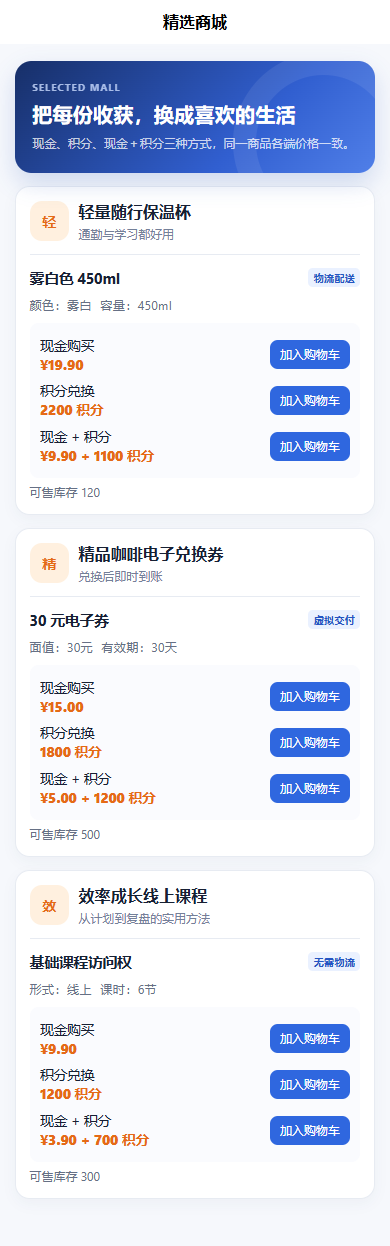 精选商城
SELECTED MALL
把每份收获，换成喜欢的生活
现金、积分、现金 + 积分三种方式，同一商品各端价格一致。
轻
轻量随行保温杯
通勤与学习都好用
雾白色 450ml
物流配送
颜色：雾白 容量：450ml
现金购买
¥19.90
加入购物车
积分兑换
2200 积分
加入购物车
现金 + 积分
¥9.90 + 1100 积分
加入购物车
可售库存 120
精
精品咖啡电子兑换券
兑换后即时到账
30 元电子券
虚拟交付
面值：30元 有效期：30天
现金购买
¥15.00
加入购物车
积分兑换
1800 积分
加入购物车
现金 + 积分
¥5.00 + 1200 积分
加入购物车
可售库存 500
效
效率成长线上课程
从计划到复盘的实用方法
基础课程访问权
无需物流
形式：线上 课时：6节
现金购买
¥9.90
加入购物车
积分兑换
1200 积分
加入购物车
现金 + 积分
¥3.90 + 700 积分
加入购物车
可售库存 300